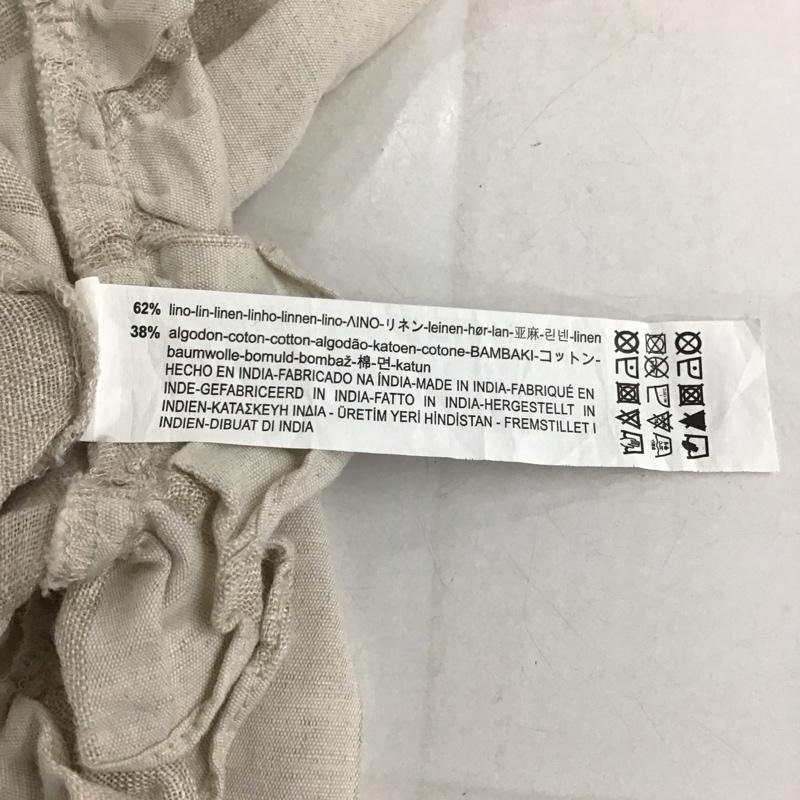 62% lino-lin-linen-linho-linnen-lino-ΛΙΝΟ-リネン-leinen-hør-lan-亚麻-린넨-linen
38% algodon-coton-cotton-algodão-katoen-cotone-BAMBAKI-コットン-
baumwolle-bomuld-bombaž-棉-면-katun
HECHO EN INDIA-FABRICADO NA ÍNDIA-MADE IN INDIA-FABRIQUÉ EN
INDE-GEFABRICEERD IN INDIA-FATTO IN INDIA-HERGESTELLT IN
INDIEN-ΚΑΤΑΣΚΕΥΗ ΙΝΔΙΑ - ÜRETİM YERİ HİNDİSTAN - FREMSTILLET I
INDIEN-DIBUAT DI INDIA